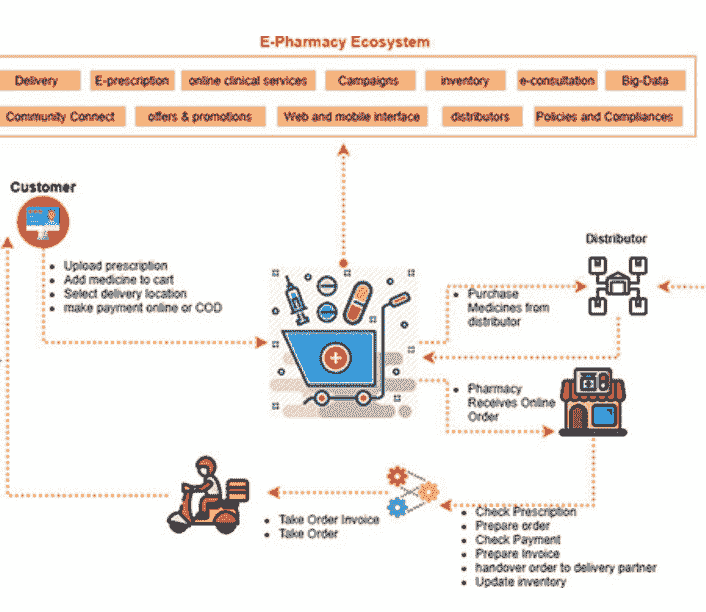 E-Pharmacy Ecosystem
Delivery E-prescription online clinical services Campaigns inventory e-consultation Big-Data
Community Connect offers & promotions Web and mobile interface distributors Policies and Compliances
Customer
• Upload prescription
• Add medicine to cart
• Select delivery location
• make payment online or COD
Distributor
• Purchase
Medicines from
distributor
• Pharmacy
Receives Online
Order
• Take Order Invoice
• Take Order
• Check Prescription
• Prepare order
• Check Payment
• Prepare Invoice
• handover order to delivery partner
• Update inventory